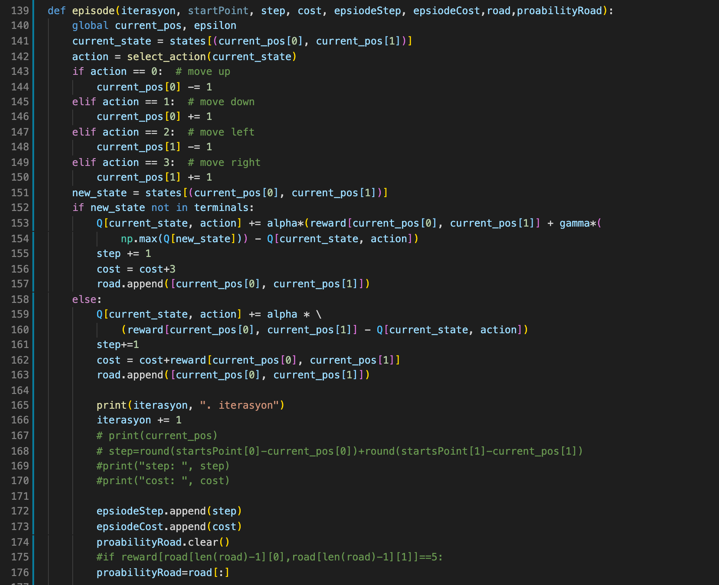 139 def episode(iterasyon, startPoint, step, cost, epsiodeStep, epsiodeCost,road,proabilityRoad):
140     global current_pos, epsilon
141     current_state = states[(current_pos[0], current_pos[1])]
142     action = select_action(current_state)
143     if action == 0:  # move up
144         current_pos[0] -= 1
145     elif action == 1:  # move down
146         current_pos[0] += 1
147     elif action == 2:  # move left
148         current_pos[1] -= 1
149     elif action == 3:  # move right
150         current_pos[1] += 1
151     new_state = states[(current_pos[0], current_pos[1])]
152     if new_state not in terminals:
153         Q[current_state, action] += alpha*(reward[current_pos[0], current_pos[1]] + gamma*(
154             np.max(Q[new_state])) - Q[current_state, action])
155         step += 1
156         cost = cost+3
157         road.append([current_pos[0], current_pos[1]])
158     else:
159         Q[current_state, action] += alpha * \
160             (reward[current_pos[0], current_pos[1]] - Q[current_state, action])
161         step+=1
162         cost = cost+reward[current_pos[0], current_pos[1]]
163         road.append([current_pos[0], current_pos[1]])
164
165         print(iterasyon, ". iterasyon")
166         iterasyon += 1
167         # print(current_pos)
168         # step=round(startsPoint[0]-current_pos[0])+round(startsPoint[1]-current_pos[1])
169         #print("step: ", step)
170         #print("cost: ", cost)
171
172         epsiodeStep.append(step)
173         epsiodeCost.append(cost)
174         proabilityRoad.clear()
175         #if reward[road[len(road)-1][0],road[len(road)-1][1]]==5:
176         proabilityRoad=road[:]